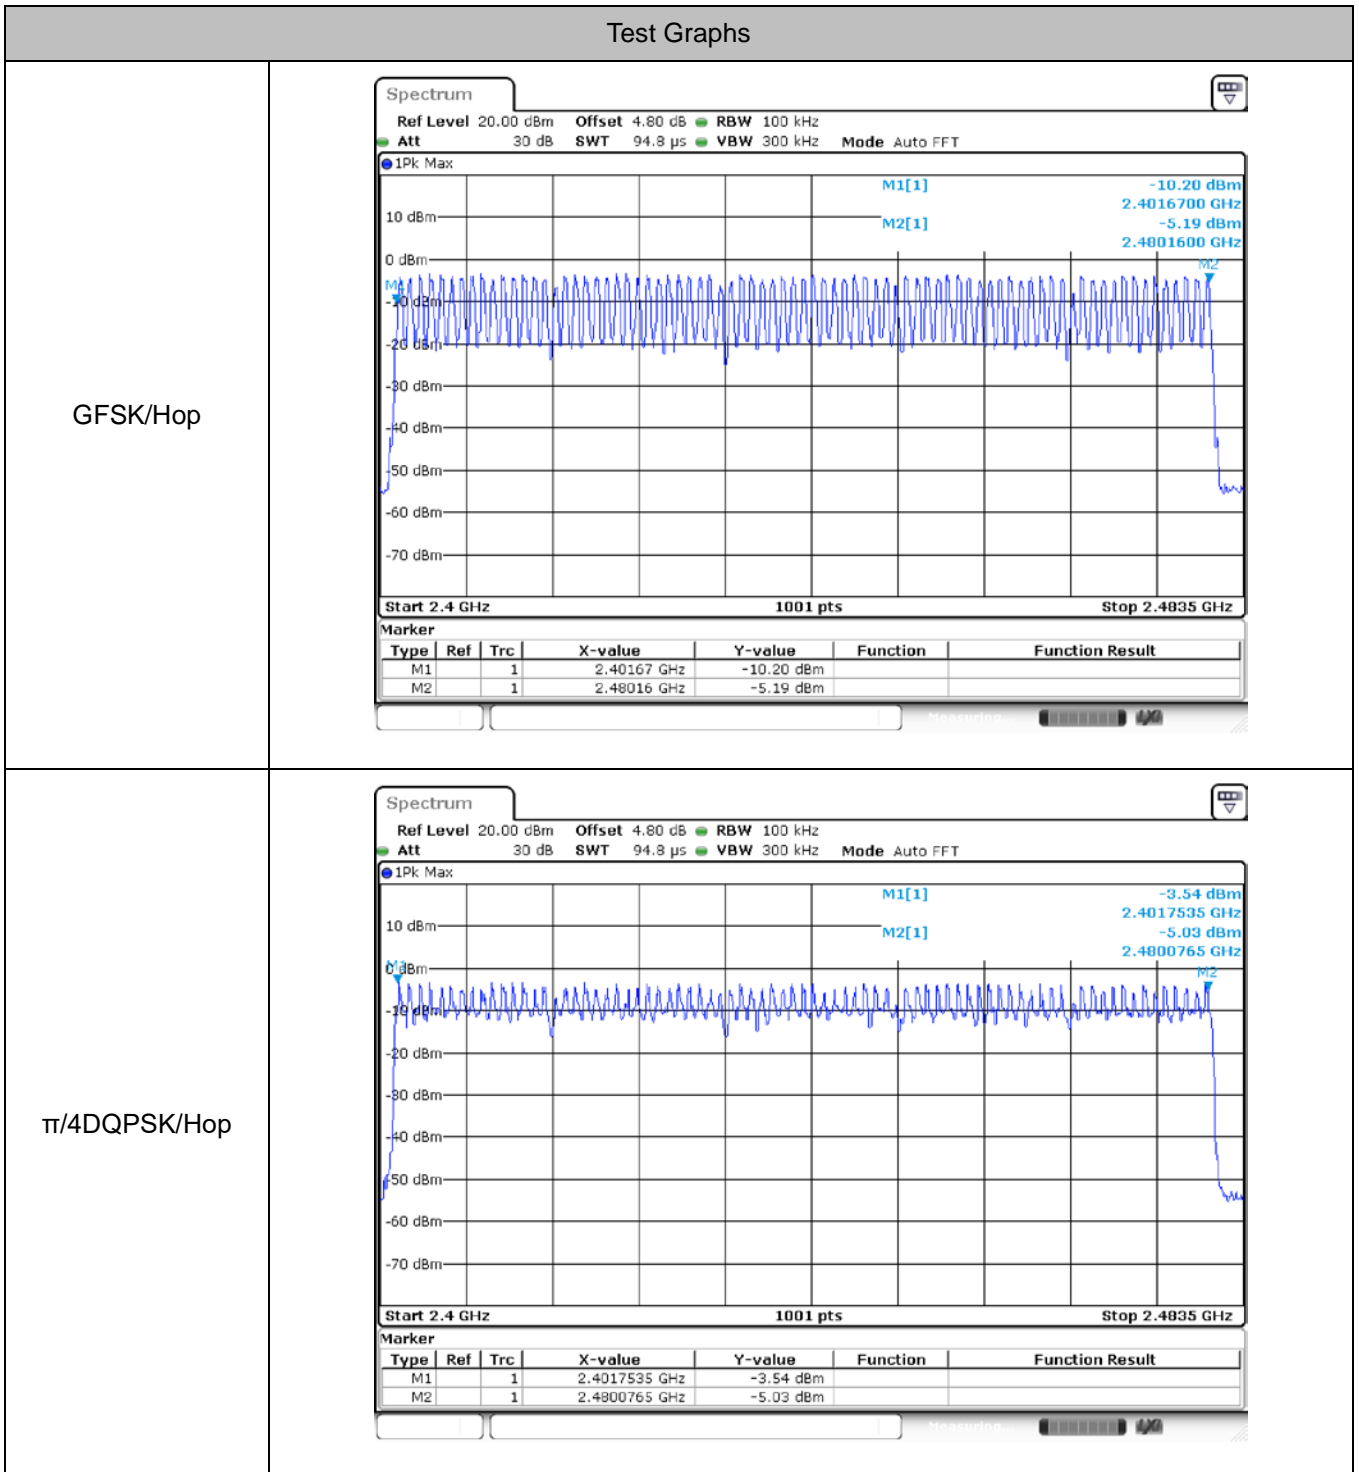 Test Graphs
GFSK/Hop
Spectrum
Ref Level 20.00 dBm Offset 4.80 dB RBW 100 kHz
Att 30 dB SWT 94.8 µs VBW 300 kHz Mode Auto FFT
1Pk Max
M1[1] -10.20 dBm
2.4016700 GHz
10 dBm
M2[1] -5.19 dBm
2.4801600 GHz
0 dBm
M2
M1
-10 dBm
-20 dBm
-30 dBm
-40 dBm
-50 dBm
-60 dBm
-70 dBm
Start 2.4 GHz 1001 pts Stop 2.4835 GHz
Marker
Type Ref Trc X-value Y-value Function Function Result
M1 1 2.40167 GHz -10.20 dBm
M2 1 2.48016 GHz -5.19 dBm
Measuring...
π/4DQPSK/Hop
Spectrum
Ref Level 20.00 dBm Offset 4.80 dB RBW 100 kHz
Att 30 dB SWT 94.8 µs VBW 300 kHz Mode Auto FFT
1Pk Max
M1[1] -3.54 dBm
2.4017535 GHz
10 dBm
M2[1] -5.03 dBm
2.4800765 GHz
0 dBm
M1
M2
-10 dBm
-20 dBm
-30 dBm
-40 dBm
-50 dBm
-60 dBm
-70 dBm
Start 2.4 GHz 1001 pts Stop 2.4835 GHz
Marker
Type Ref Trc X-value Y-value Function Function Result
M1 1 2.4017535 GHz -3.54 dBm
M2 1 2.4800765 GHz -5.03 dBm
Measuring...